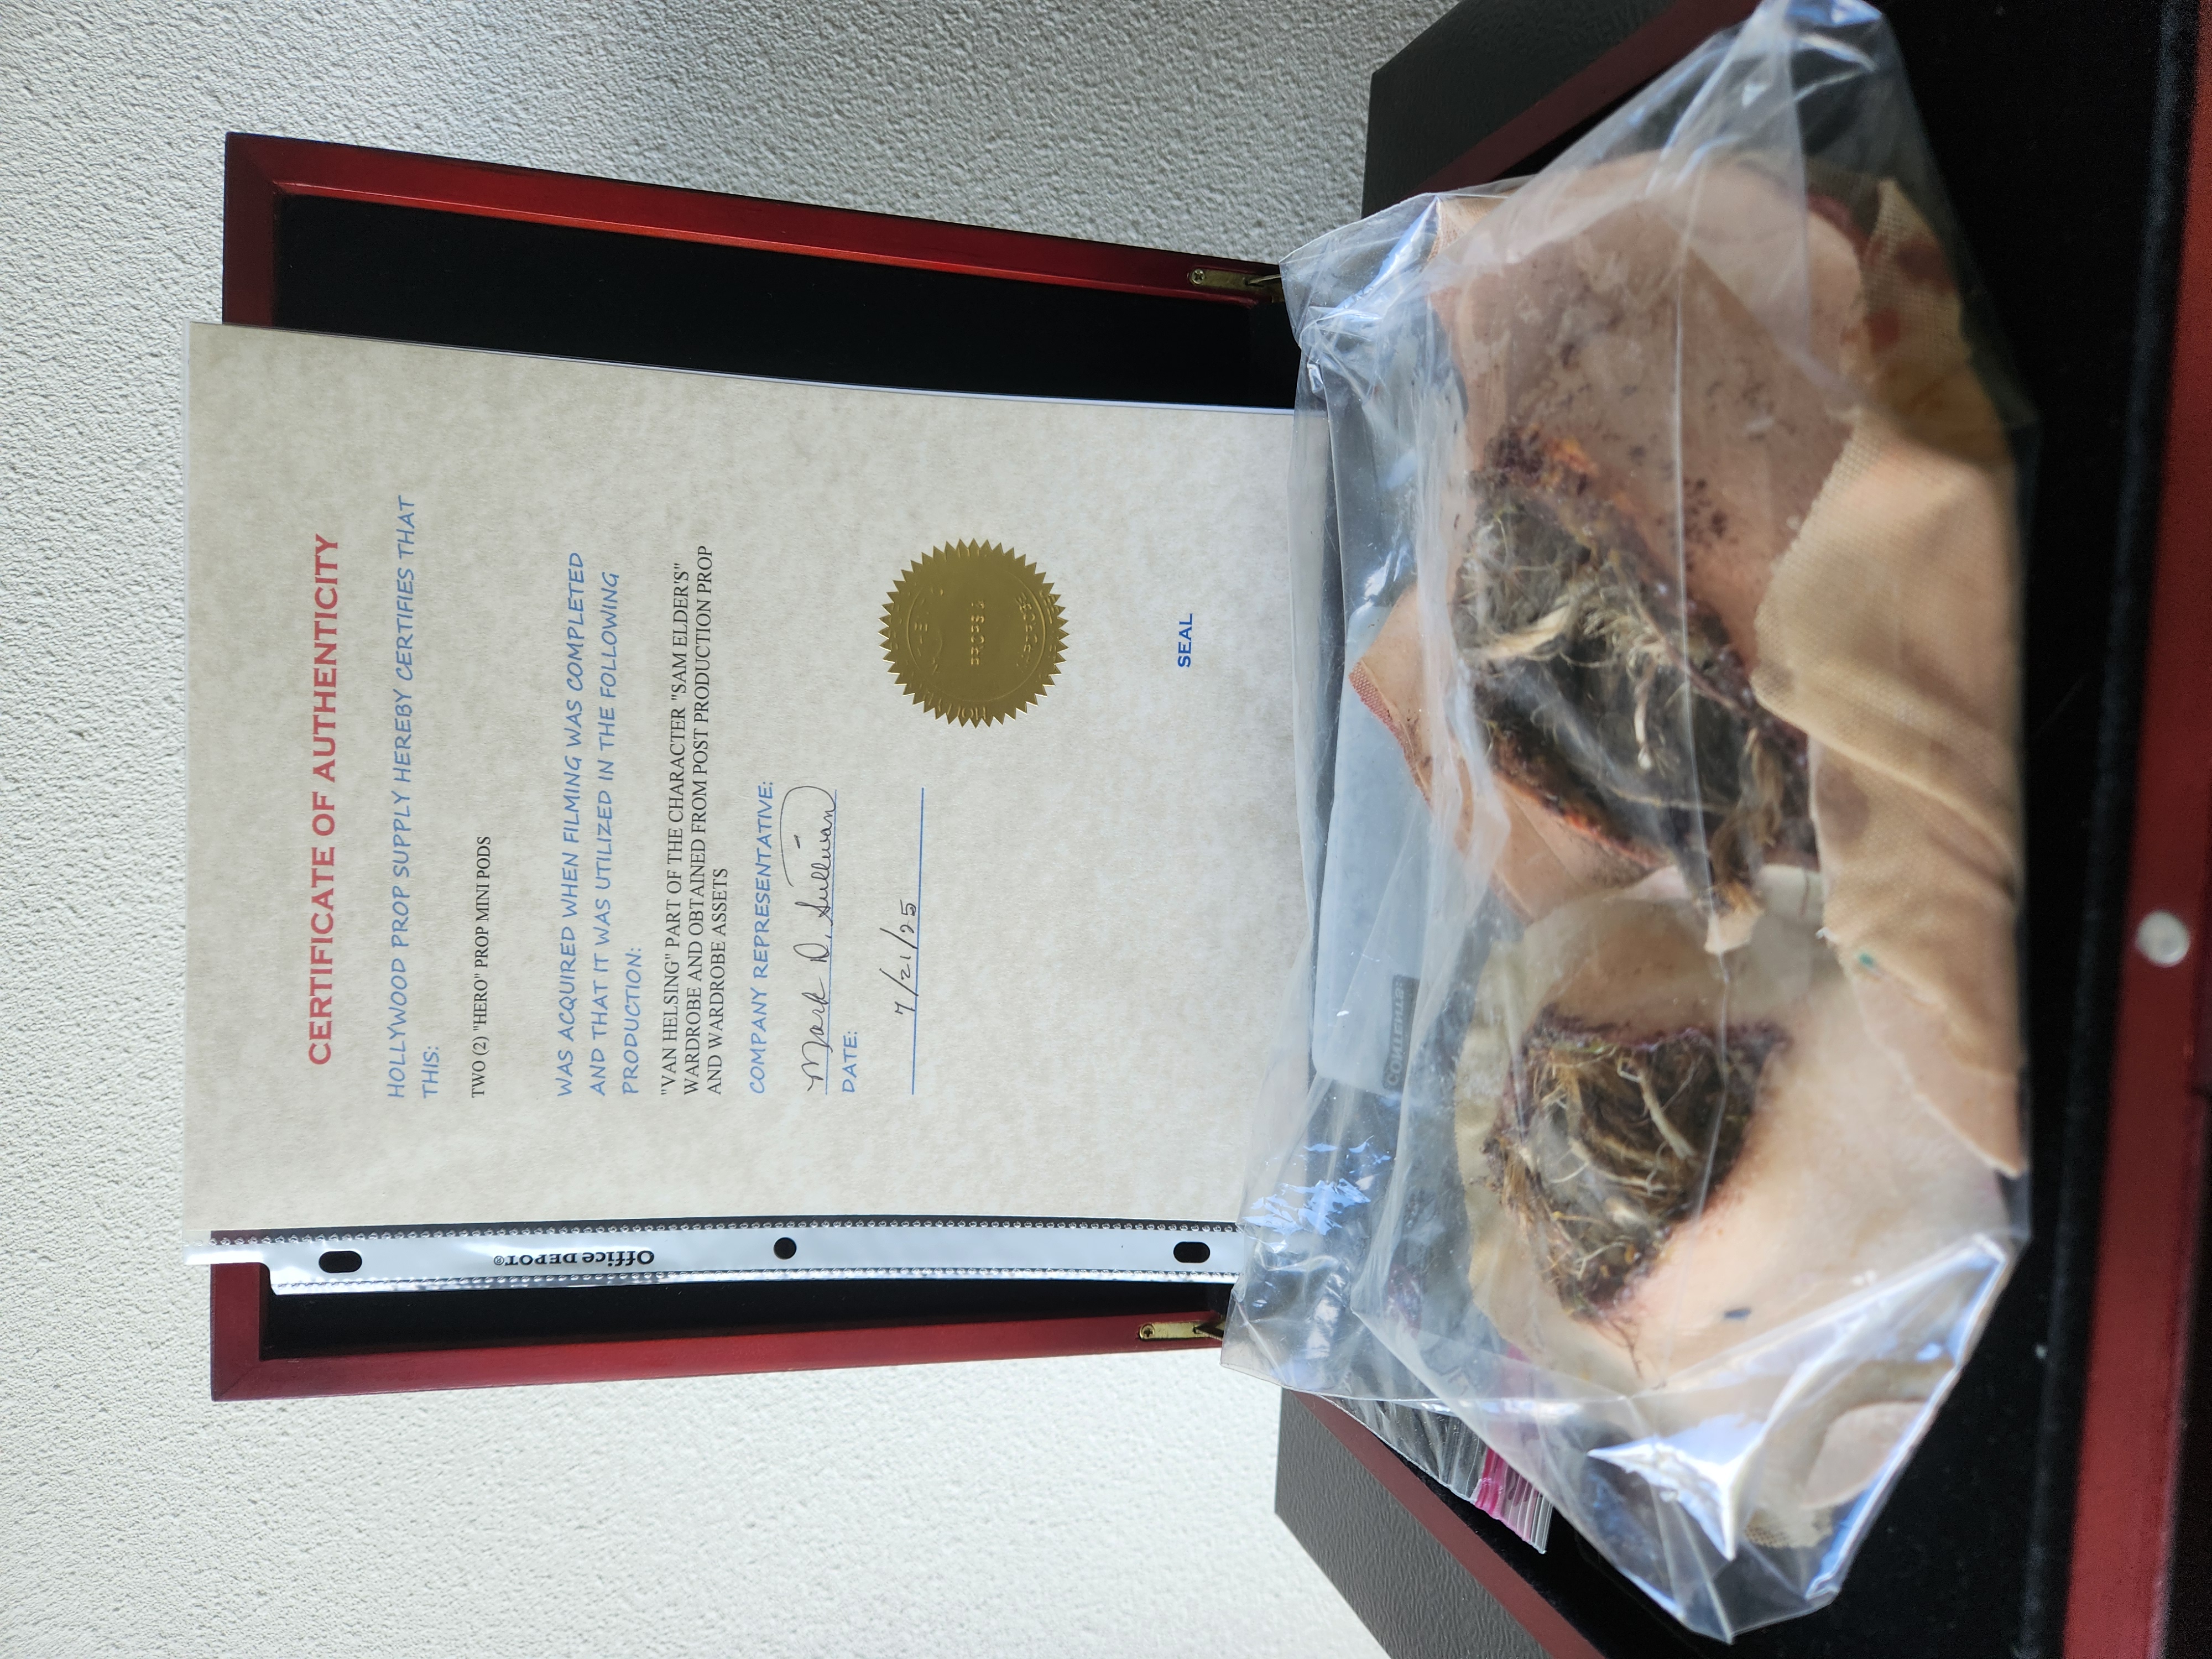 CERTIFICATE OF AUTHENTICITY
HOLLYWOOD PROP SUPPLY HEREBY CERTIFIES THAT
THIS:
TWO (2) "HERO" PROP MINI PODS
WAS ACQUIRED WHEN FILMING WAS COMPLETED
AND THAT IT WAS UTILIZED IN THE FOLLOWING
PRODUCTION:
"VAN HELSING" PART OF THE CHARACTER "SAM ELDER'S"
WARDROBE AND OBTAINED FROM POST PRODUCTION PROP
AND WARDROBE ASSETS
COMPANY REPRESENTATIVE:
Mark D. Sullivan
DATE:
7/21/25
PROPS &
SEAL
Office DEPOT®
Contents: